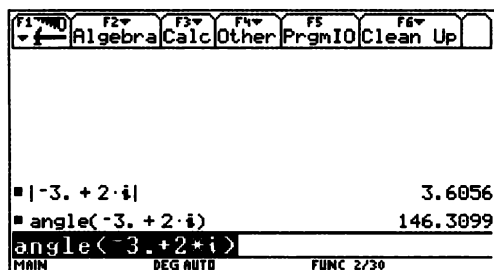 F1 F2 F3 F4 F5 F6
Algebra Calc Other PrgmIO Clean Up
|⁻3. + 2·i| 3.6056
angle(⁻3. + 2·i) 146.3099
angle(⁻3.+2*i)
MAIN DEG AUTO FUNC 2/30